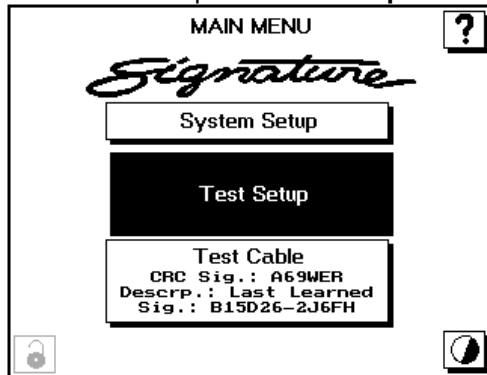 MAIN MENU
?
Signature
System Setup
Test Setup
Test Cable
CRC Sig.: A69WER
Descrp.: Last Learned
Sig.: B15D26-2J6FH